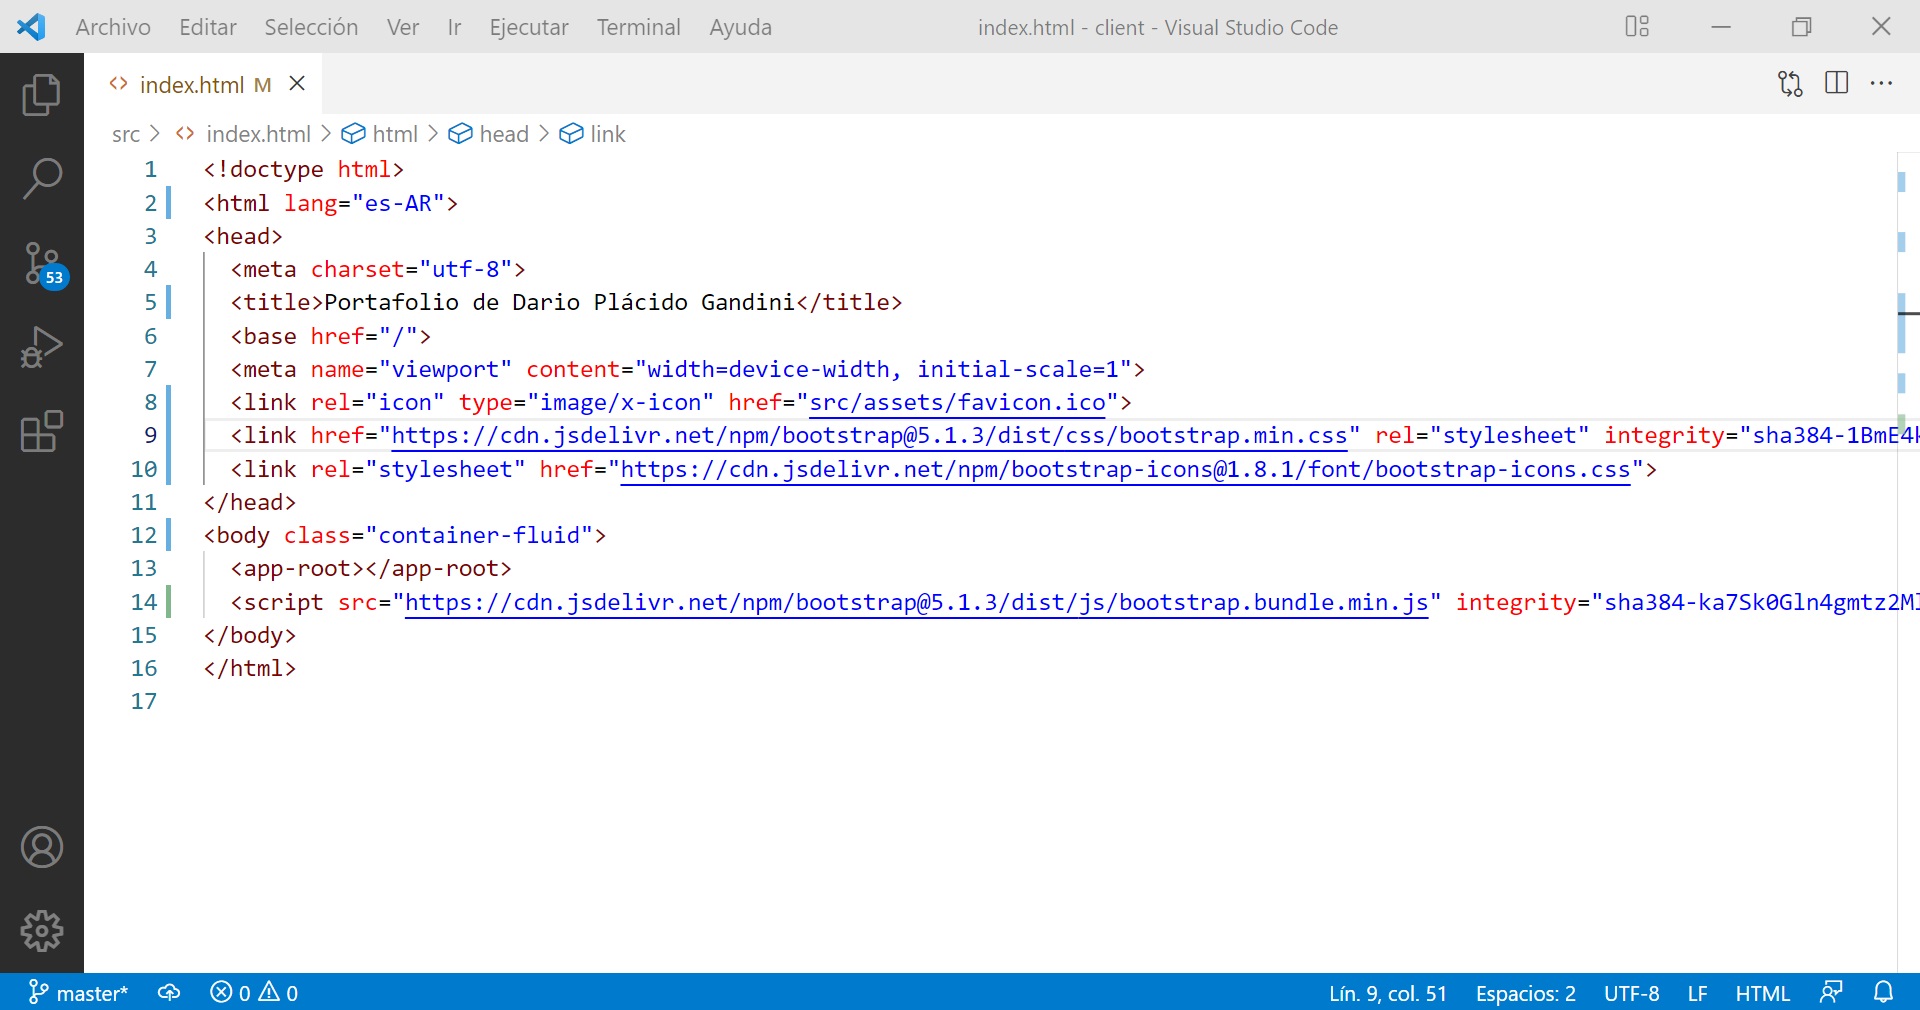 Archivo Editar Selección Ver Ir Ejecutar Terminal Ayuda index.html - client - Visual Studio Code
index.html M
src > index.html > html > head > link
1 <!doctype html>
2 <html lang="es-AR">
3 <head>
4 <meta charset="utf-8">
5 <title>Portafolio de Dario Plácido Gandini</title>
6 <base href="/">
7 <meta name="viewport" content="width=device-width, initial-scale=1">
8 <link rel="icon" type="image/x-icon" href="src/assets/favicon.ico">
9 <link href="https://cdn.jsdelivr.net/npm/bootstrap@5.1.3/dist/css/bootstrap.min.css" rel="stylesheet" integrity="sha384-1BmE4k
10 <link rel="stylesheet" href="https://cdn.jsdelivr.net/npm/bootstrap-icons@1.8.1/font/bootstrap-icons.css">
11 </head>
12 <body class="container-fluid">
13 <app-root></app-root>
14 <script src="https://cdn.jsdelivr.net/npm/bootstrap@5.1.3/dist/js/bootstrap.bundle.min.js" integrity="sha384-ka7Sk0Gln4gmtz2Ml
15 </body>
16 </html>
17
53
master* 0 0 Lín. 9, col. 51 Espacios: 2 UTF-8 LF HTML